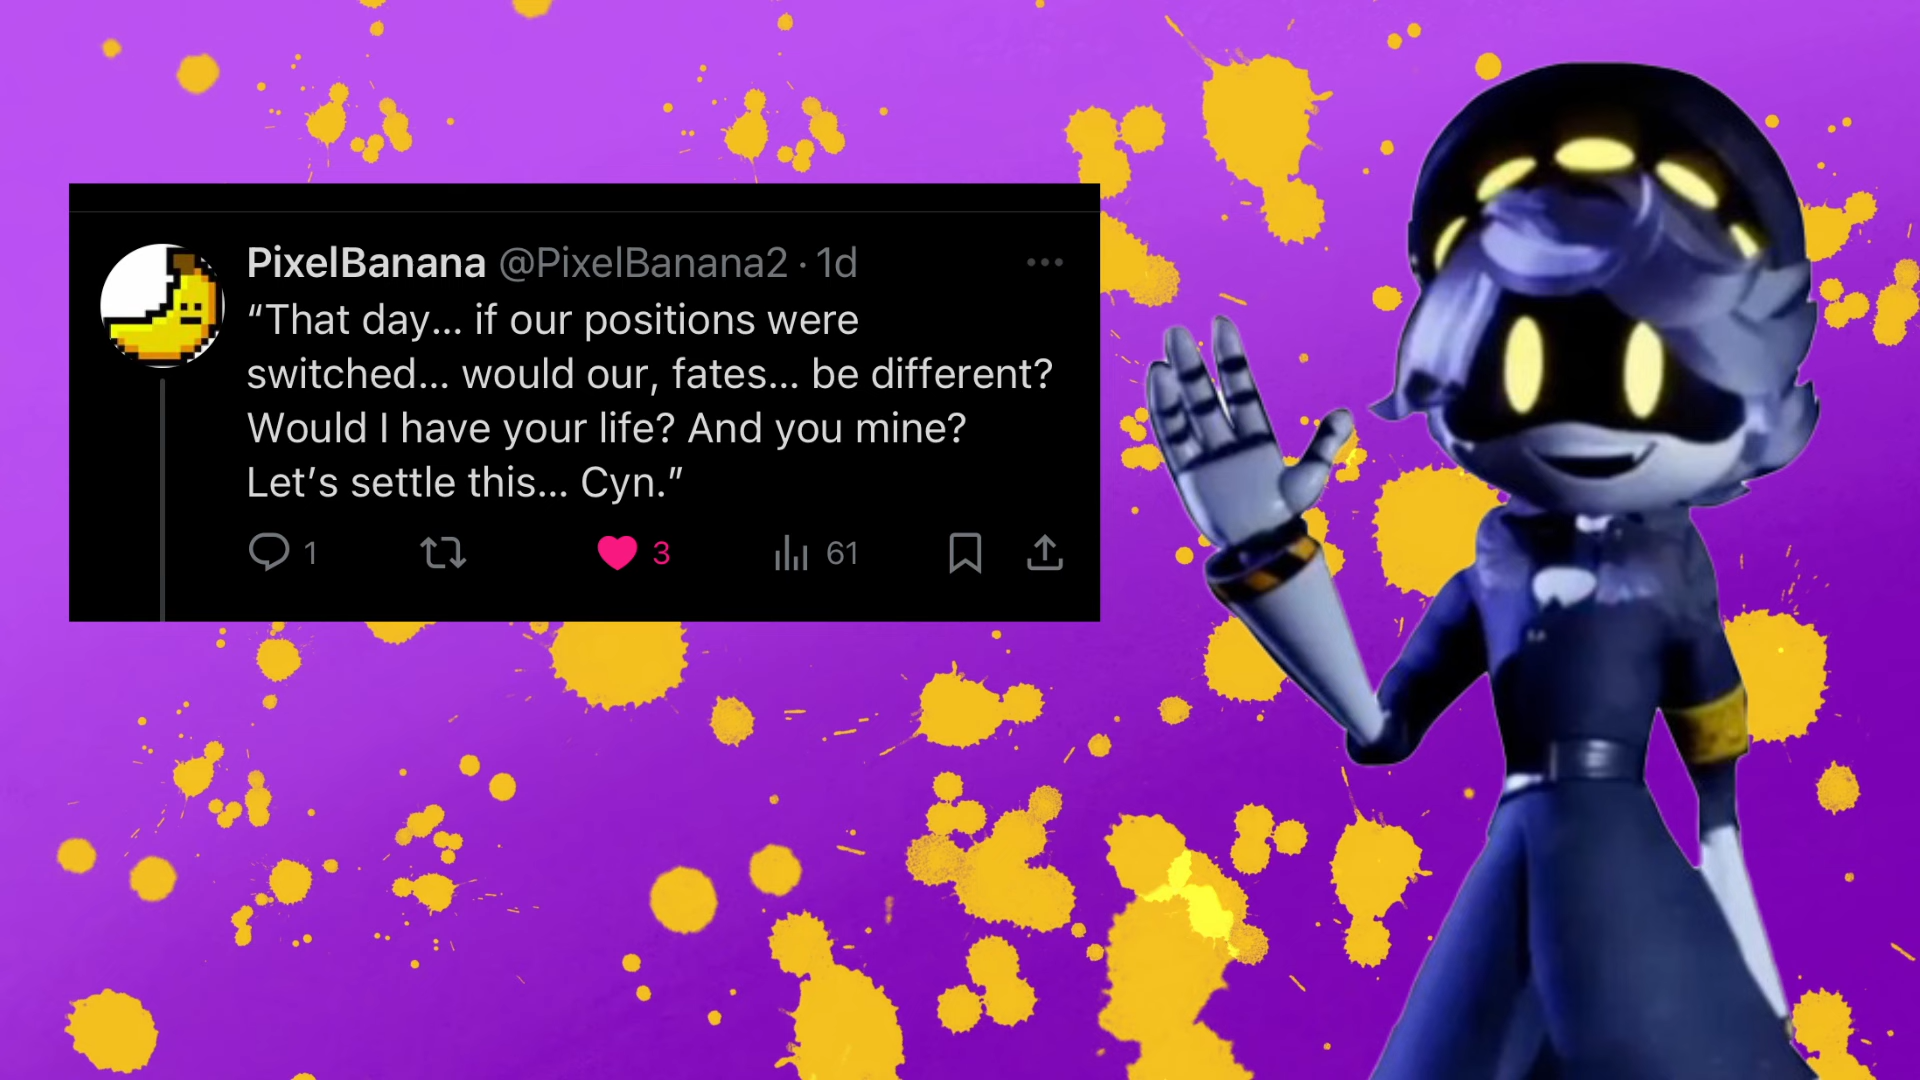 PixelBanana @PixelBanana2 · 1d
“That day... if our positions were
switched... would our, fates... be different?
Would I have your life? And you mine?
Let’s settle this... Cyn.”
1 3 61